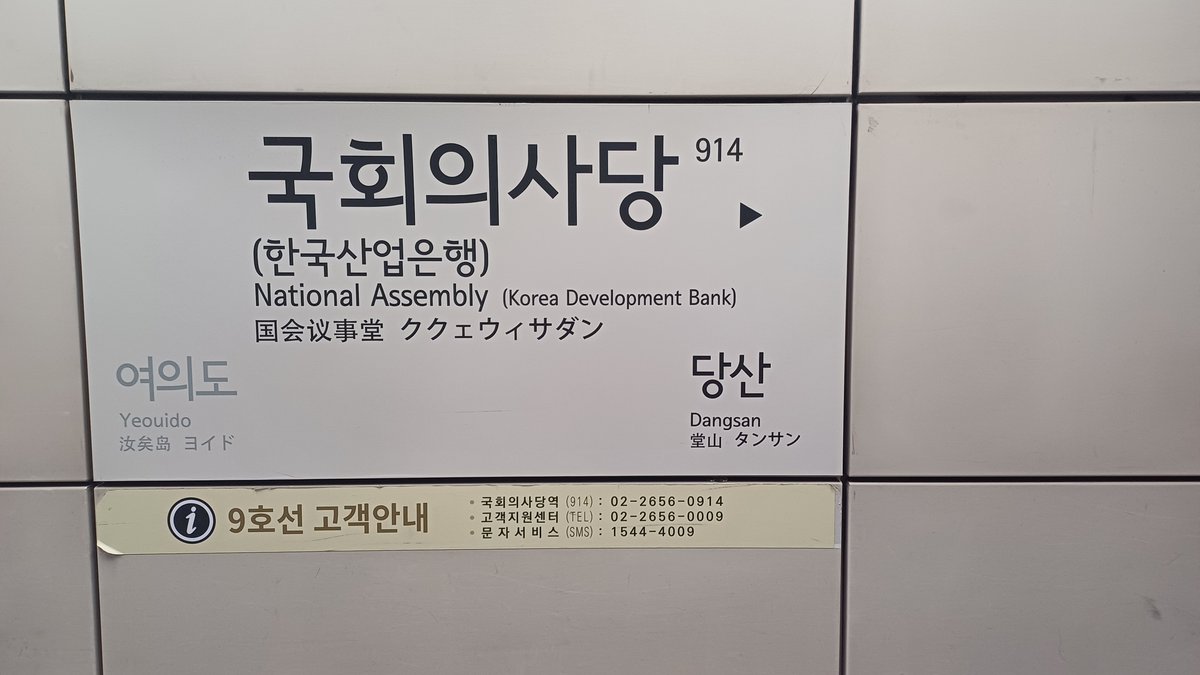 국회의사당 914
▶
(한국산업은행)
National Assembly (Korea Development Bank)
国会议事堂 ククェウィサダン
여의도
Yeouido
汝矣岛 ヨイド
당산
Dangsan
堂山 タンサン
i 9호선 고객안내
• 국회의사당역 (914) : 02-2656-0914
• 고객지원센터 (TEL) : 02-2656-0009
• 문자서비스 (SMS) : 1544-4009